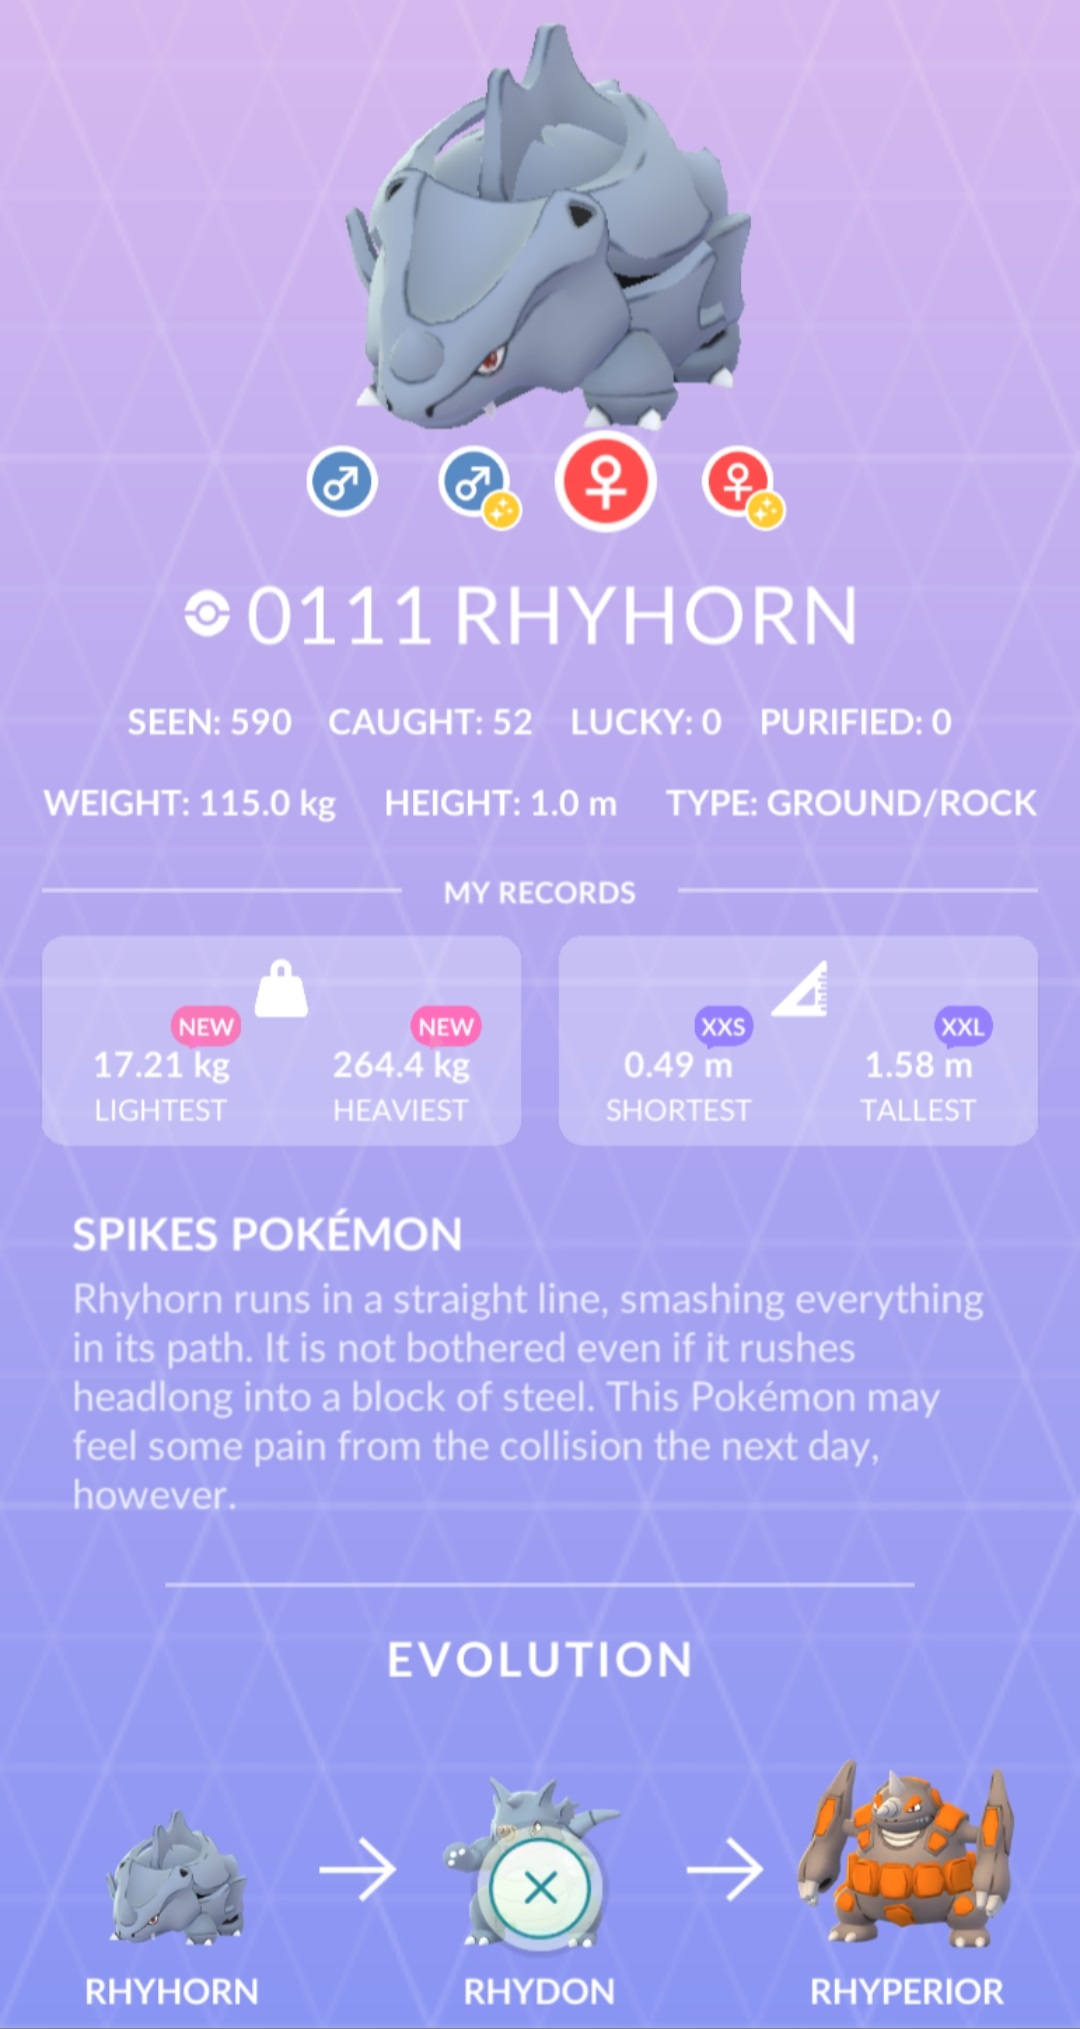 0111 RHYHORN
SEEN: 590 CAUGHT: 52 LUCKY: 0 PURIFIED: 0
WEIGHT: 115.0 kg HEIGHT: 1.0 m TYPE: GROUND/ROCK
MY RECORDS
NEW NEW XXS XXL
17.21 kg 264.4 kg 0.49 m 1.58 m
LIGHTEST HEAVIEST SHORTEST TALLEST
SPIKES POKÉMON
Rhyhorn runs in a straight line, smashing everything
in its path. It is not bothered even if it rushes
headlong into a block of steel. This Pokémon may
feel some pain from the collision the next day,
however.
EVOLUTION
RHYHORN RHYDON RHYPERIOR